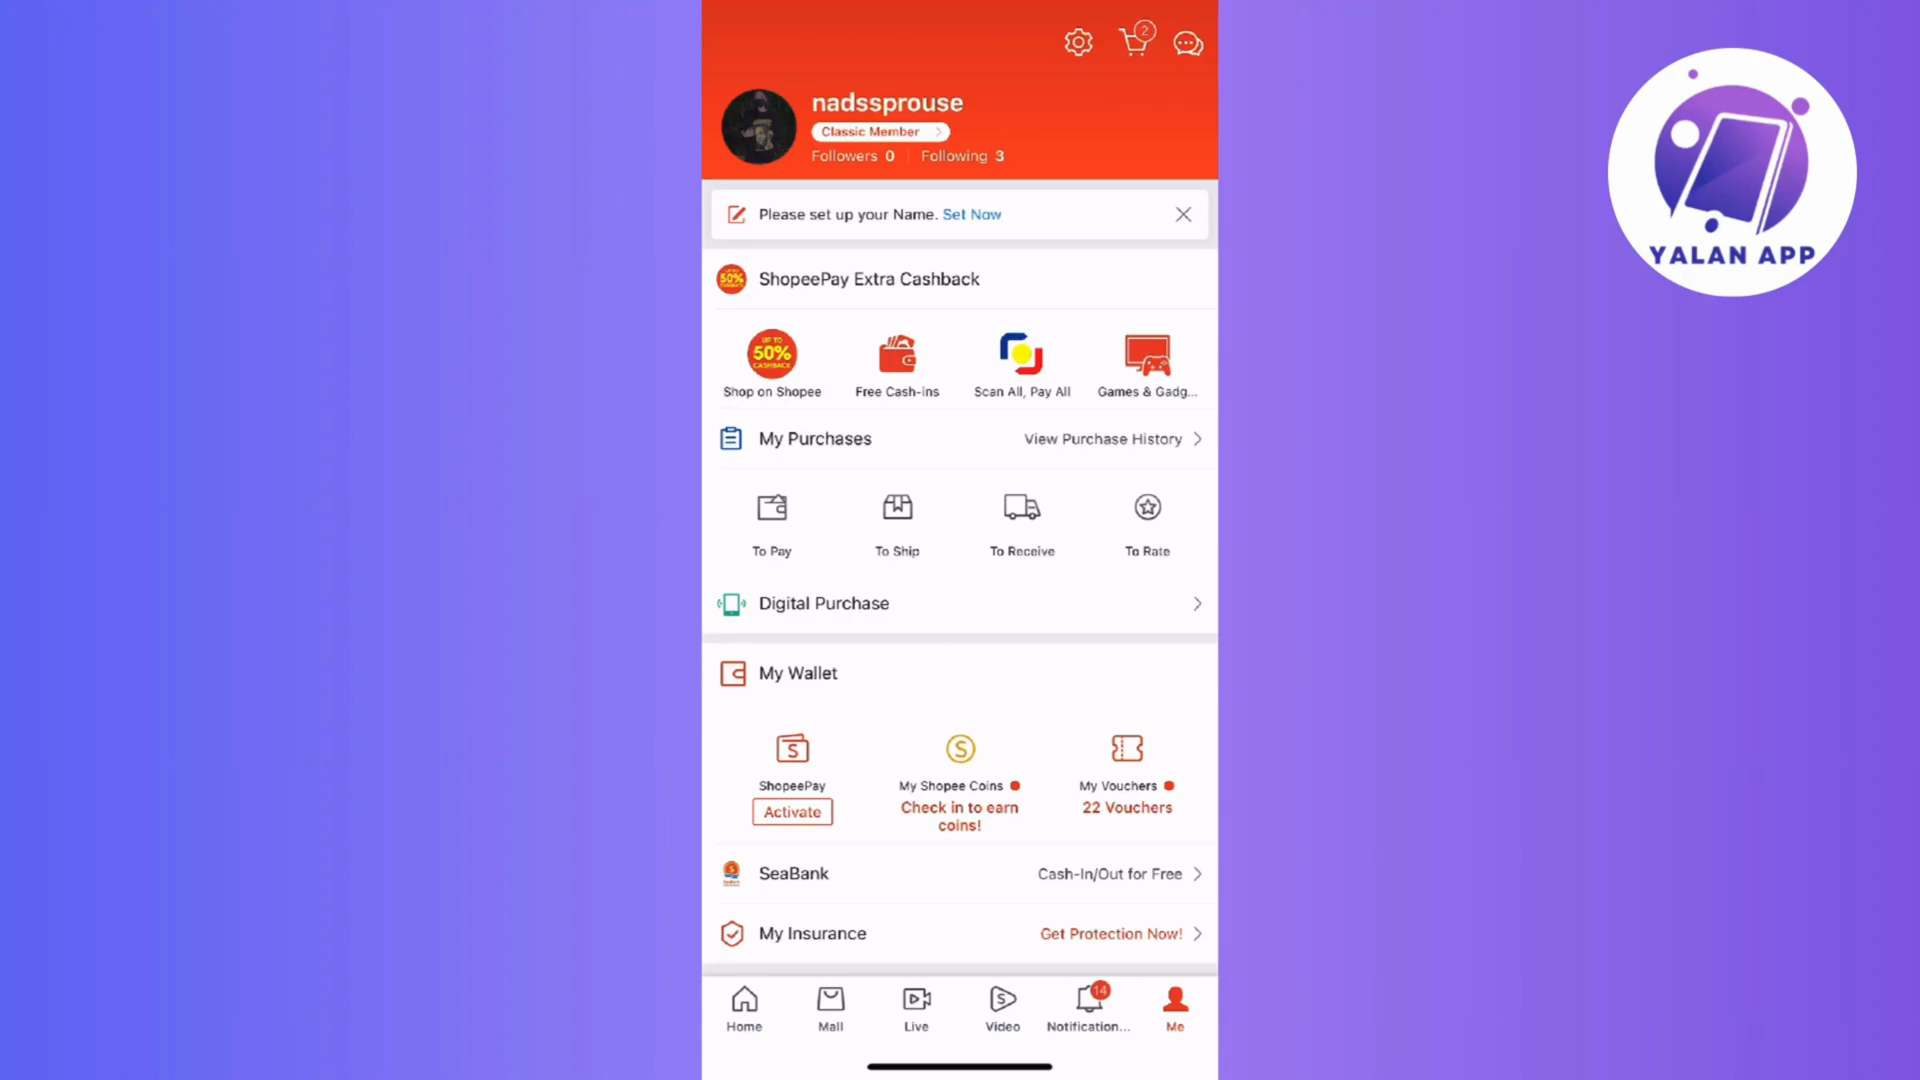 2
nadssprouse
Classic Member
Followers 0 Following 3
Please set up your Name. Set Now
50%
ShopeePay Extra Cashback
UP TO
50%
CASHBACK
Shop on Shopee
Free Cash-ins
Scan All, Pay All
Games & Gadg...
My Purchases
View Purchase History
To Pay
To Ship
To Receive
To Rate
Digital Purchase
My Wallet
ShopeePay
Activate
My Shopee Coins
Check in to earn
coins!
My Vouchers
22 Vouchers
SeaBank
Cash-In/Out for Free
My Insurance
Get Protection Now!
Home
Mall
Live
Video
14
Notification...
Me
YALAN APP